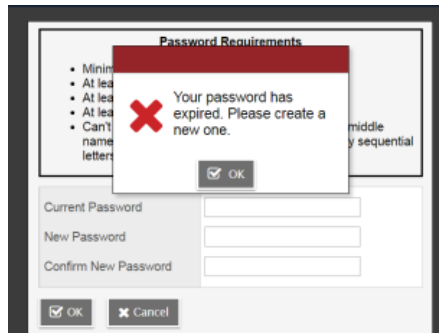 Password Requirements
• Minim
• At lea
• At lea
• At lea
• Can't middle
name y sequential
letters
Your password has
expired. Please create a
new one.
OK
Current Password
New Password
Confirm New Password
OK Cancel